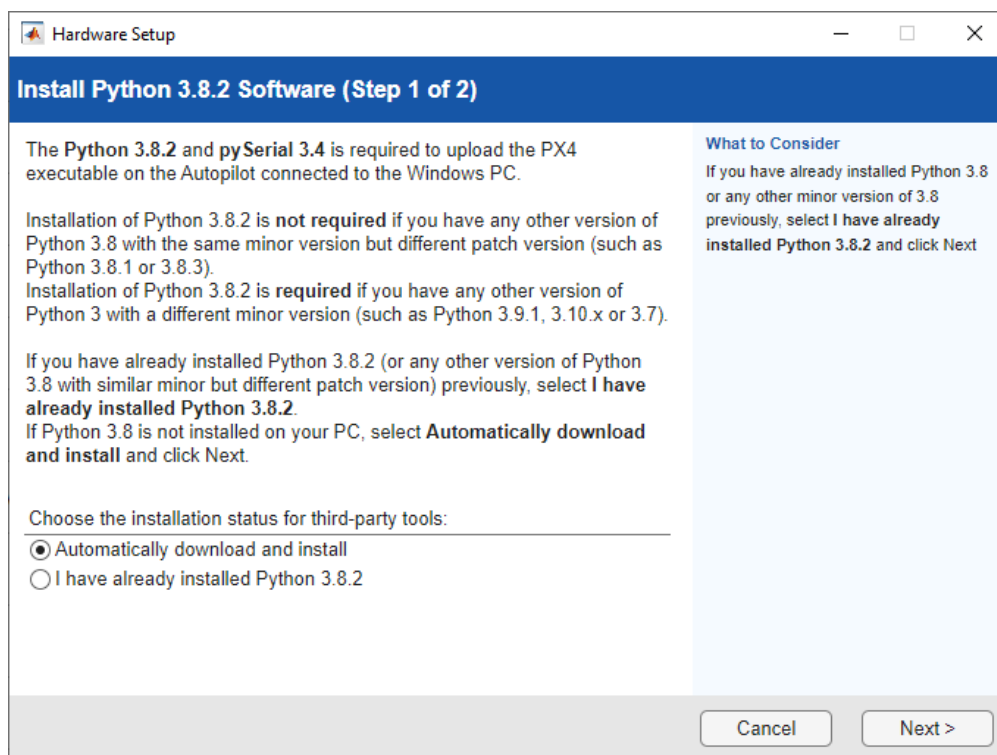 Hardware Setup
Install Python 3.8.2 Software (Step 1 of 2)
The Python 3.8.2 and pySerial 3.4 is required to upload the PX4
executable on the Autopilot connected to the Windows PC.
Installation of Python 3.8.2 is not required if you have any other version of
Python 3.8 with the same minor version but different patch version (such as
Python 3.8.1 or 3.8.3).
Installation of Python 3.8.2 is required if you have any other version of
Python 3 with a different minor version (such as Python 3.9.1, 3.10.x or 3.7).
If you have already installed Python 3.8.2 (or any other version of Python
3.8 with similar minor but different patch version) previously, select I have
already installed Python 3.8.2.
If Python 3.8 is not installed on your PC, select Automatically download
and install and click Next.
Choose the installation status for third-party tools:
Automatically download and install
I have already installed Python 3.8.2
What to Consider
If you have already installed Python 3.8
or any other minor version of 3.8
previously, select I have already
installed Python 3.8.2 and click Next
Cancel
Next >